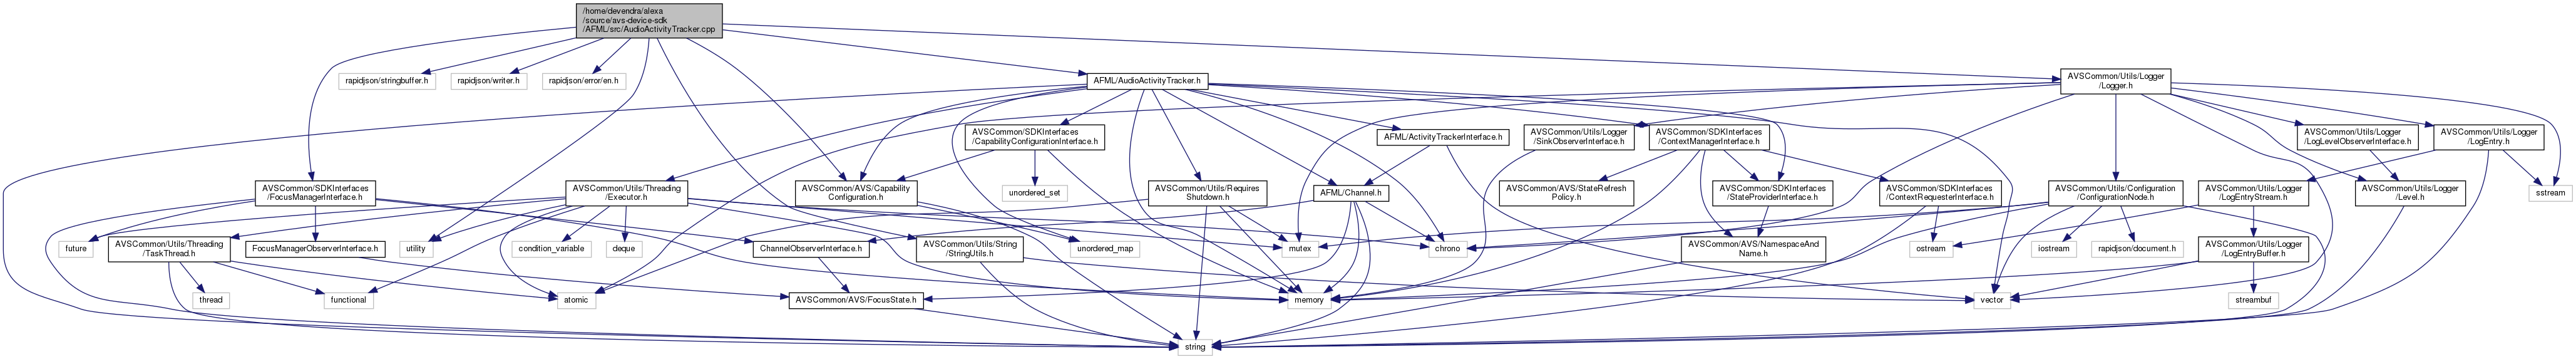 /home/devendra/alexa
/source/avs-device-sdk
/AFML/src/AudioActivityTracker.cpp
rapidjson/stringbuffer.h
rapidjson/writer.h
rapidjson/error/en.h
AFML/AudioActivityTracker.h
AVSCommon/Utils/Logger
/Logger.h
AVSCommon/SDKInterfaces
/CapabilityConfigurationInterface.h
AFML/ActivityTrackerInterface.h
AVSCommon/Utils/Logger
/SinkObserverInterface.h
AVSCommon/SDKInterfaces
/ContextManagerInterface.h
AVSCommon/Utils/Logger
/LogLevelObserverInterface.h
AVSCommon/Utils/Logger
/LogEntry.h
AVSCommon/SDKInterfaces
/FocusManagerInterface.h
AVSCommon/Utils/Threading
/Executor.h
AVSCommon/AVS/Capability
Configuration.h
unordered_set
AVSCommon/Utils/Requires
Shutdown.h
AFML/Channel.h
AVSCommon/AVS/StateRefresh
Policy.h
AVSCommon/SDKInterfaces
/StateProviderInterface.h
AVSCommon/SDKInterfaces
/ContextRequesterInterface.h
AVSCommon/Utils/Configuration
/ConfigurationNode.h
AVSCommon/Utils/Logger
/LogEntryStream.h
AVSCommon/Utils/Logger
/Level.h
sstream
future
AVSCommon/Utils/Threading
/TaskThread.h
FocusManagerObserverInterface.h
utility
condition_variable
deque
ChannelObserverInterface.h
AVSCommon/Utils/String
/StringUtils.h
unordered_map
mutex
chrono
AVSCommon/AVS/NamespaceAnd
Name.h
ostream
iostream
rapidjson/document.h
AVSCommon/Utils/Logger
/LogEntryBuffer.h
thread
functional
atomic
AVSCommon/AVS/FocusState.h
memory
vector
streambuf
string